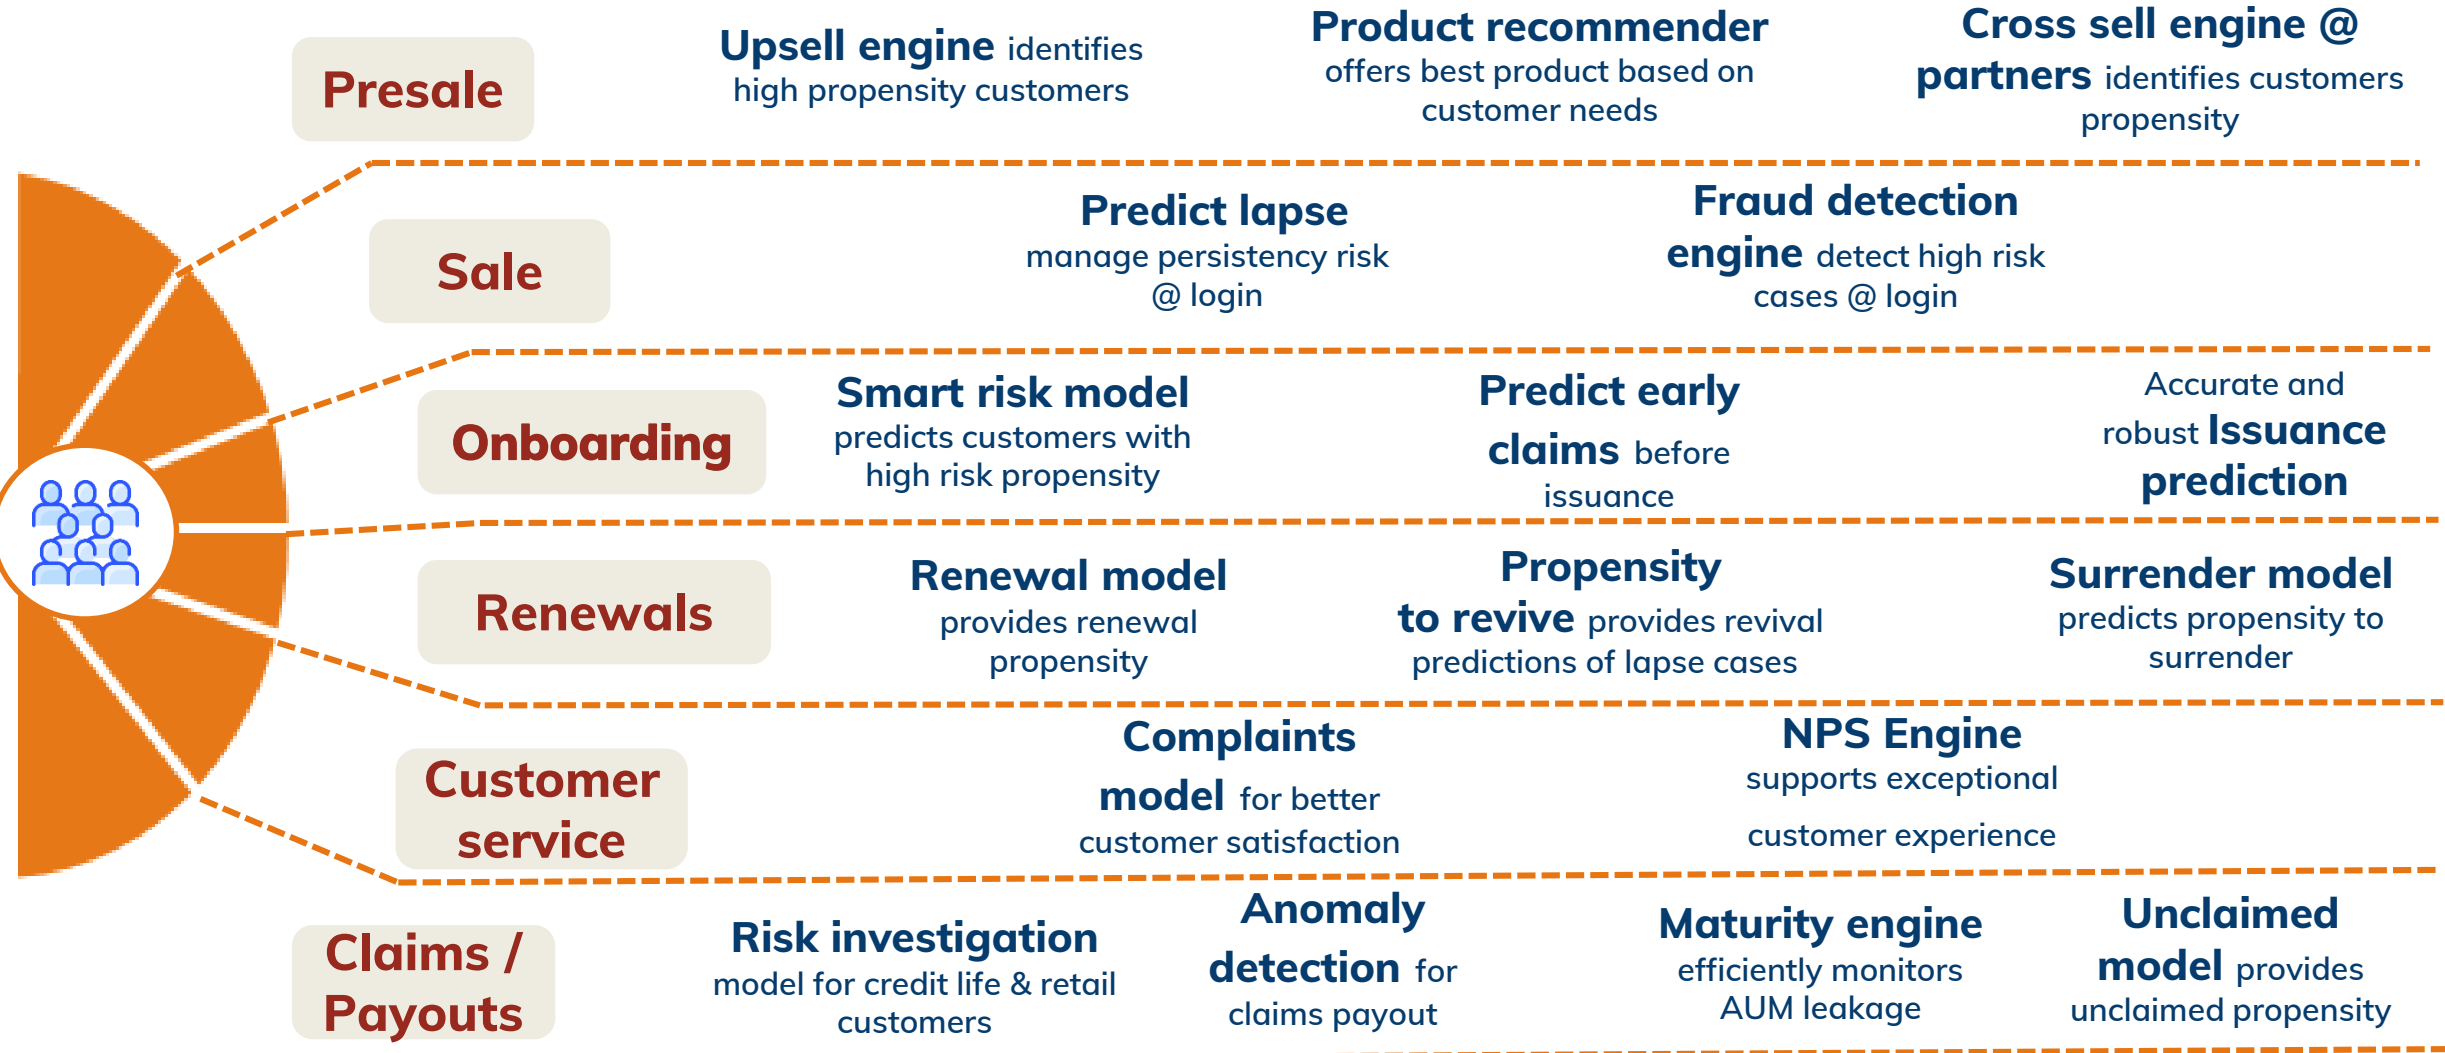 Presale
Upsell engine identifies
high propensity customers
Product recommender
offers best product based on
customer needs
Cross sell engine @
partners identifies customers
propensity
Sale
Predict lapse
manage persistency risk
@ login
Fraud detection
engine detect high risk
cases @ login
Onboarding
Smart risk model
predicts customers with
high risk propensity
Predict early
claims before
issuance
Accurate and
robust Issuance
prediction
Renewals
Renewal model
provides renewal
propensity
Propensity
to revive provides revival
predictions of lapse cases
Surrender model
predicts propensity to
surrender
Customer
service
Complaints
model for better
customer satisfaction
NPS Engine
supports exceptional
customer experience
Claims /
Payouts
Risk investigation
model for credit life & retail
customers
Anomaly
detection for
claims payout
Maturity engine
efficiently monitors
AUM leakage
Unclaimed
model provides
unclaimed propensity